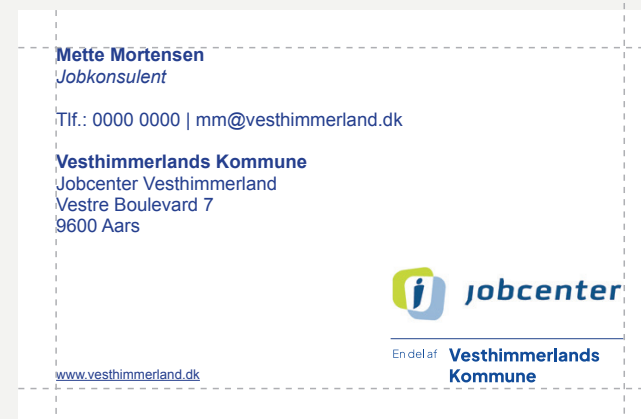 Mette Mortensen
Jobkonsulent
Tlf.: 0000 0000 | mm@vesthimmerland.dk
Vesthimmerlands Kommune
Jobcenter Vesthimmerland
Vestre Boulevard 7
9600 Aars
jobcenter
En del af Vesthimmerlands
Kommune
www.vesthimmerland.dk